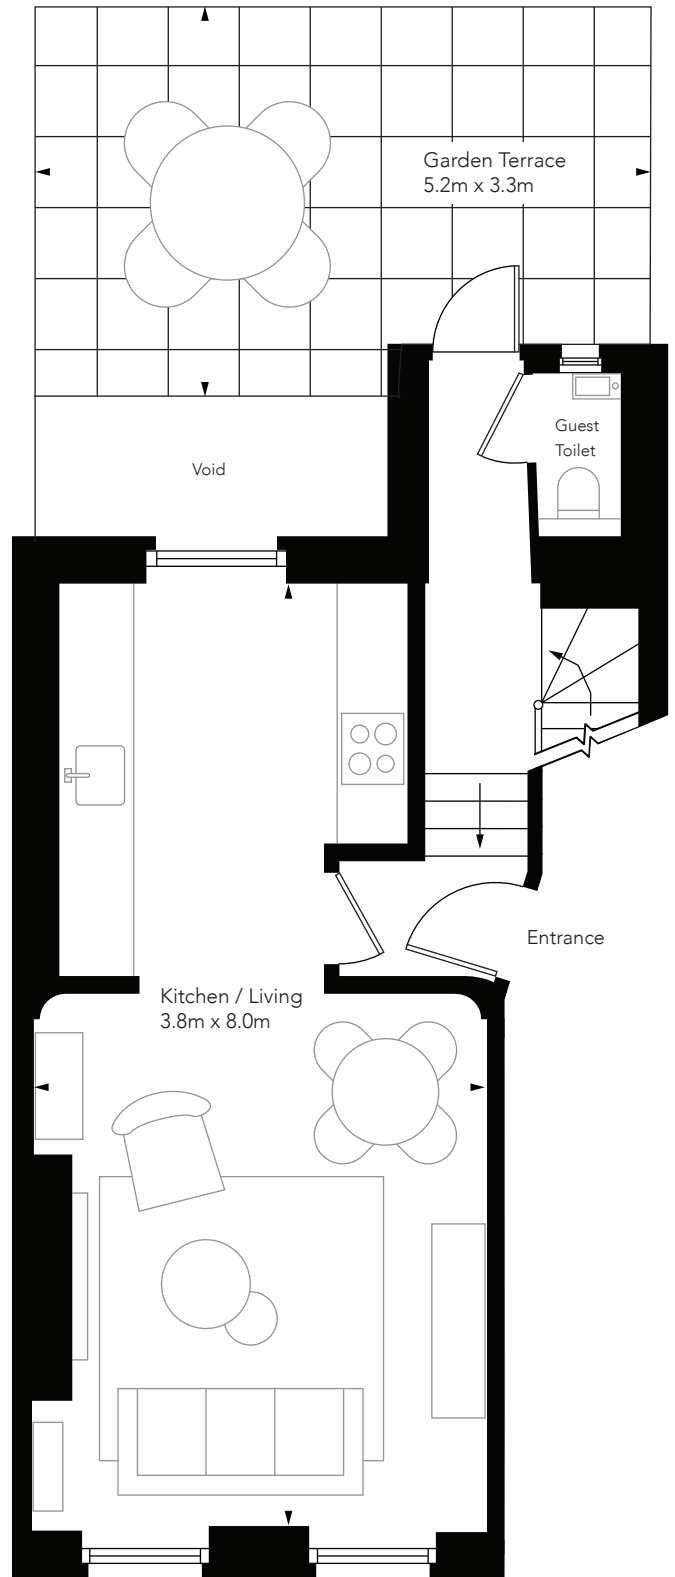 Garden Terrace
5.2m x 3.3m
Guest
Toilet
Void
Entrance
Kitchen / Living
3.8m x 8.0m